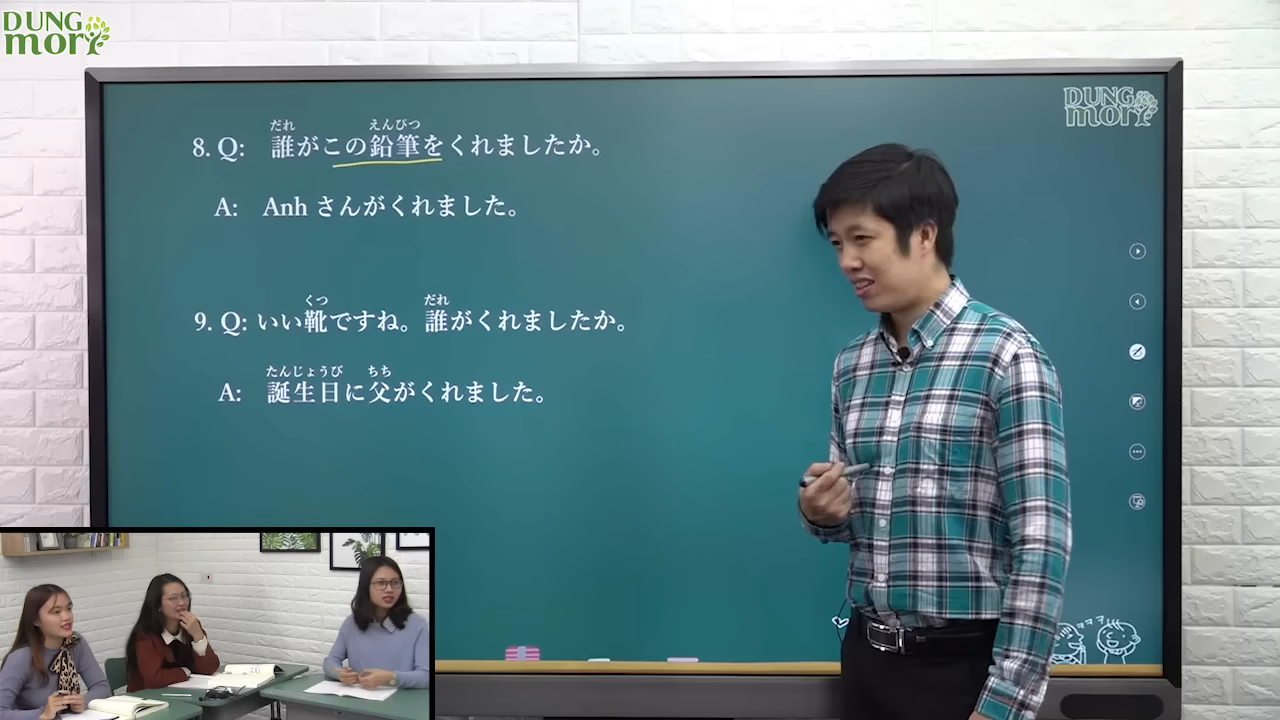 DUNG
mori
DUNG
mori
だれ えんぴつ
8. Q: 誰がこの鉛筆をくれましたか。
A: Anh さんがくれました。
くつ だれ
9. Q: いい靴ですね。誰がくれましたか。
たんじょうび ちち
A: 誕生日に父がくれました。